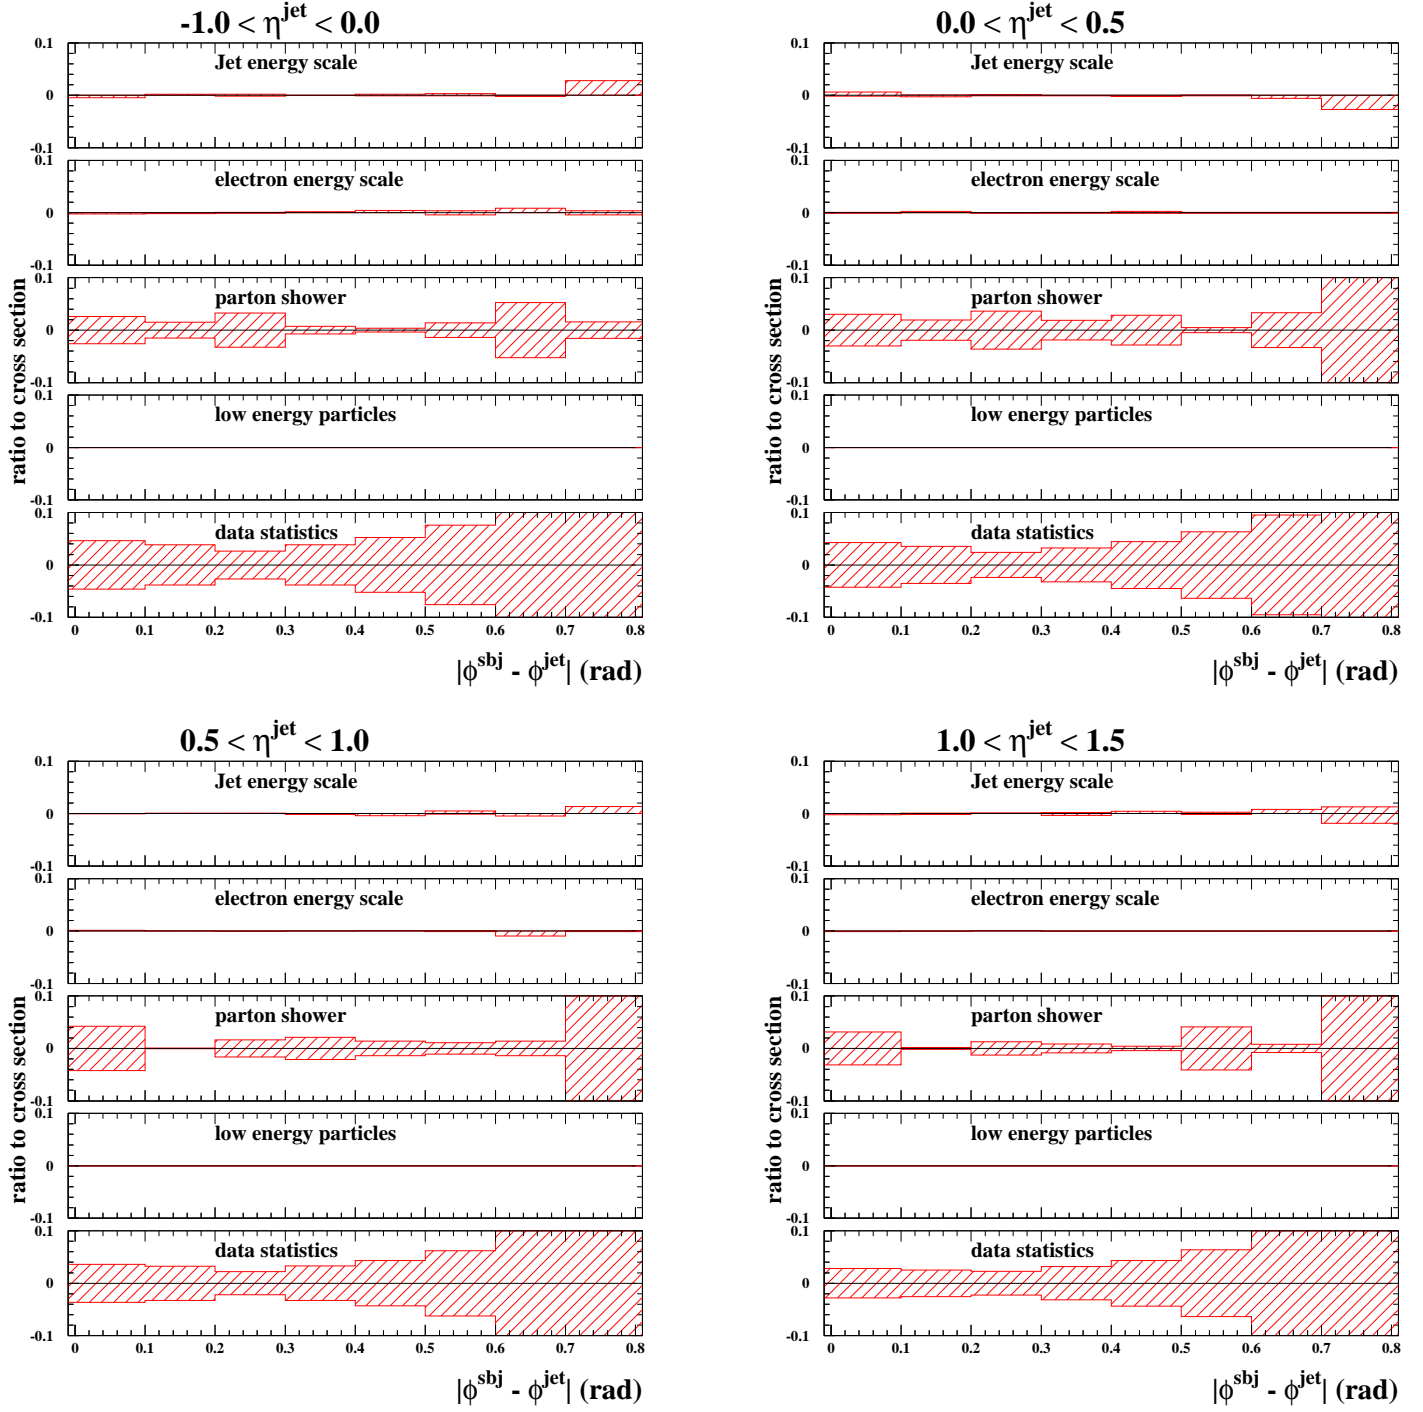 -1.0 < η^jet < 0.0
0.1
Jet energy scale
0
-0.1
0.1
electron energy scale
0
-0.1
0.1
parton shower
0
-0.1
0.1
low energy particles
0
-0.1
0.1
data statistics
0
-0.1
0 0.1 0.2 0.3 0.4 0.5 0.6 0.7 0.8
ratio to cross section
|ϕ^sbj - ϕ^jet| (rad)
0.0 < η^jet < 0.5
0.1
Jet energy scale
0
-0.1
0.1
electron energy scale
0
-0.1
0.1
parton shower
0
-0.1
0.1
low energy particles
0
-0.1
0.1
data statistics
0
-0.1
0 0.1 0.2 0.3 0.4 0.5 0.6 0.7 0.8
ratio to cross section
|ϕ^sbj - ϕ^jet| (rad)
0.5 < η^jet < 1.0
0.1
Jet energy scale
0
-0.1
0.1
electron energy scale
0
-0.1
0.1
parton shower
0
-0.1
0.1
low energy particles
0
-0.1
0.1
data statistics
0
-0.1
0 0.1 0.2 0.3 0.4 0.5 0.6 0.7 0.8
ratio to cross section
|ϕ^sbj - ϕ^jet| (rad)
1.0 < η^jet < 1.5
0.1
Jet energy scale
0
-0.1
0.1
electron energy scale
0
-0.1
0.1
parton shower
0
-0.1
0.1
low energy particles
0
-0.1
0.1
data statistics
0
-0.1
0 0.1 0.2 0.3 0.4 0.5 0.6 0.7 0.8
ratio to cross section
|ϕ^sbj - ϕ^jet| (rad)